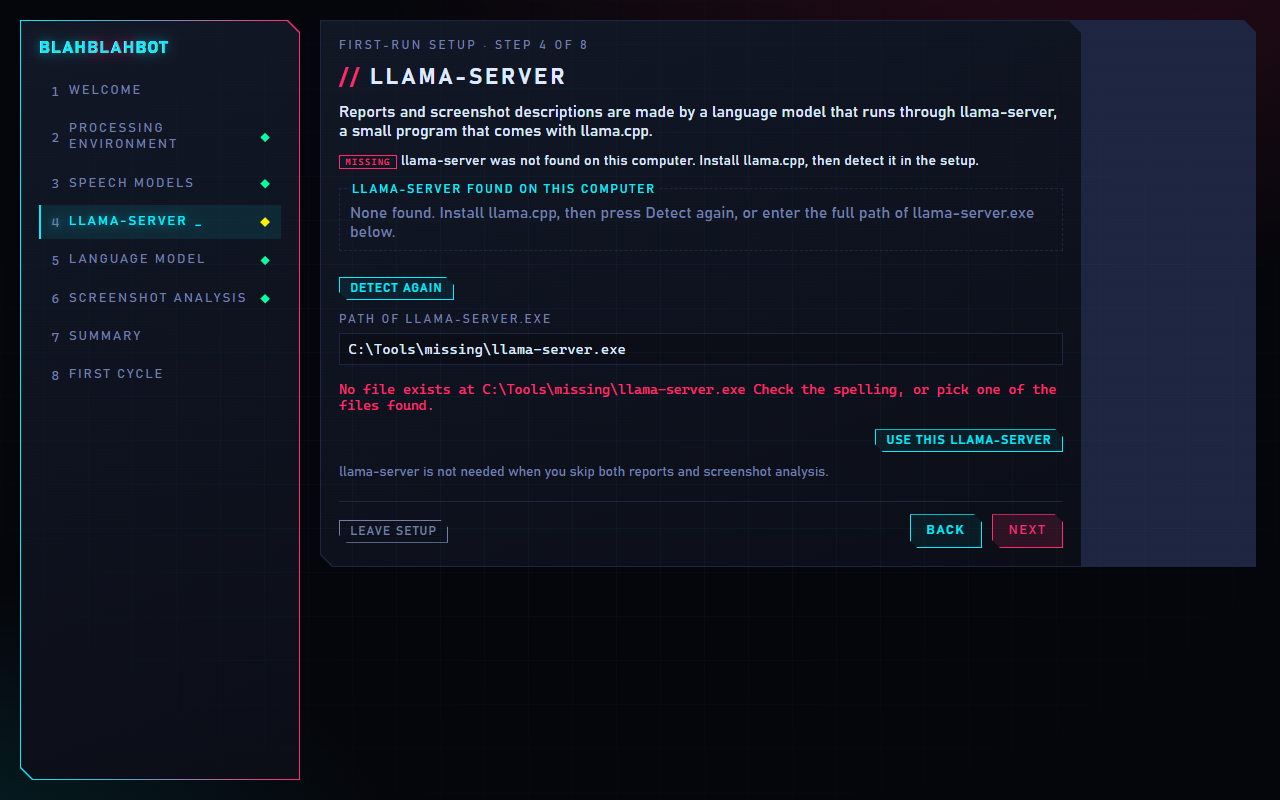 BLAHBLAHBOT
1 WELCOME
2 PROCESSING
ENVIRONMENT
3 SPEECH MODELS
4 LLAMA-SERVER _
5 LANGUAGE MODEL
6 SCREENSHOT ANALYSIS
7 SUMMARY
8 FIRST CYCLE
FIRST-RUN SETUP · STEP 4 OF 8
// LLAMA-SERVER
Reports and screenshot descriptions are made by a language model that runs through llama-server,
a small program that comes with llama.cpp.
MISSING llama-server was not found on this computer. Install llama.cpp, then detect it in the setup.
LLAMA-SERVER FOUND ON THIS COMPUTER
None found. Install llama.cpp, then press Detect again, or enter the full path of llama-server.exe
below.
DETECT AGAIN
PATH OF LLAMA-SERVER.EXE
C:\Tools\missing\llama-server.exe
No file exists at C:\Tools\missing\llama-server.exe Check the spelling, or pick one of the
files found.
USE THIS LLAMA-SERVER
llama-server is not needed when you skip both reports and screenshot analysis.
LEAVE SETUP
BACK
NEXT